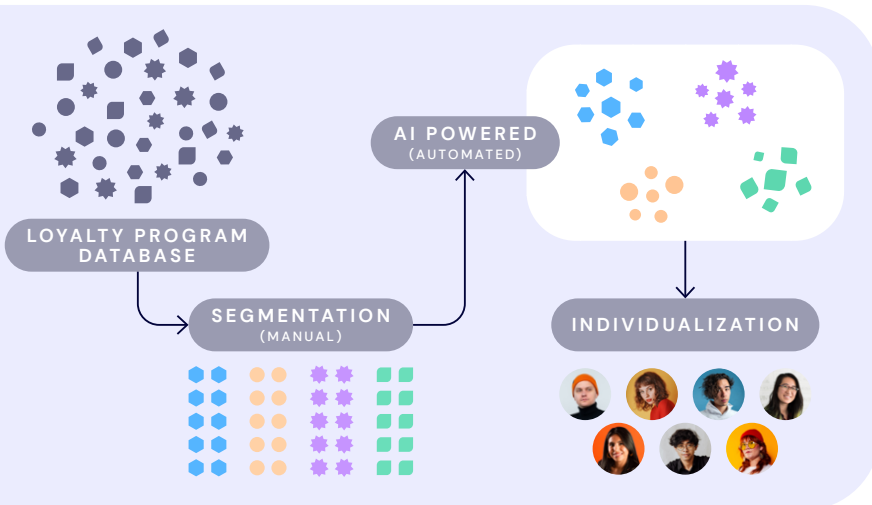 LOYALTY PROGRAM
DATABASE
SEGMENTATION
(MANUAL)
AI POWERED
(AUTOMATED)
INDIVIDUALIZATION